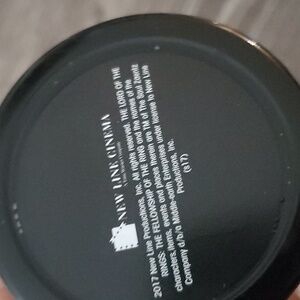 NEW LINE CINEMA
2017 New Line Productions, Inc. All rights reserved. THE LORD OF THE
RINGS: THE FELLOWSHIP OF THE RING and the names of the
characters, items, events and places therein are TM of The Saul Zaentz
Company d/b/a Middle-earth Enterprises under license to New Line
Productions, Inc.
(s17)